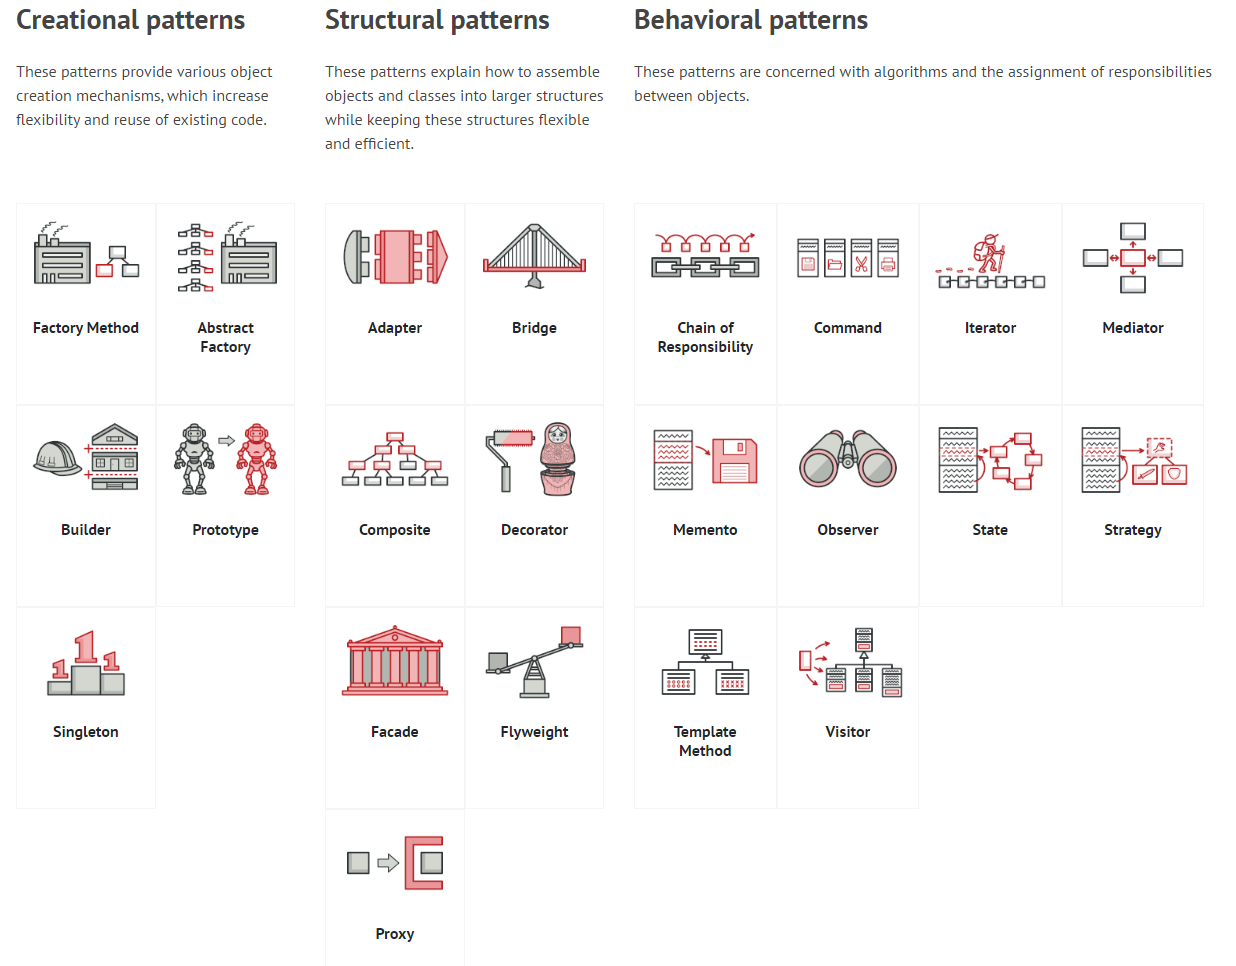 Creational patterns
These patterns provide various object
creation mechanisms, which increase
flexibility and reuse of existing code.
Factory Method
Abstract
Factory
Builder
Prototype
1 1 1
Singleton
Structural patterns
These patterns explain how to assemble
objects and classes into larger structures
while keeping these structures flexible
and efficient.
Adapter
Bridge
Composite
Decorator
Facade
Flyweight
Proxy
Behavioral patterns
These patterns are concerned with algorithms and the assignment of responsibilities
between objects.
Chain of
Responsibility
Command
Iterator
Mediator
Memento
Observer
State
Strategy
Template
Method
Visitor